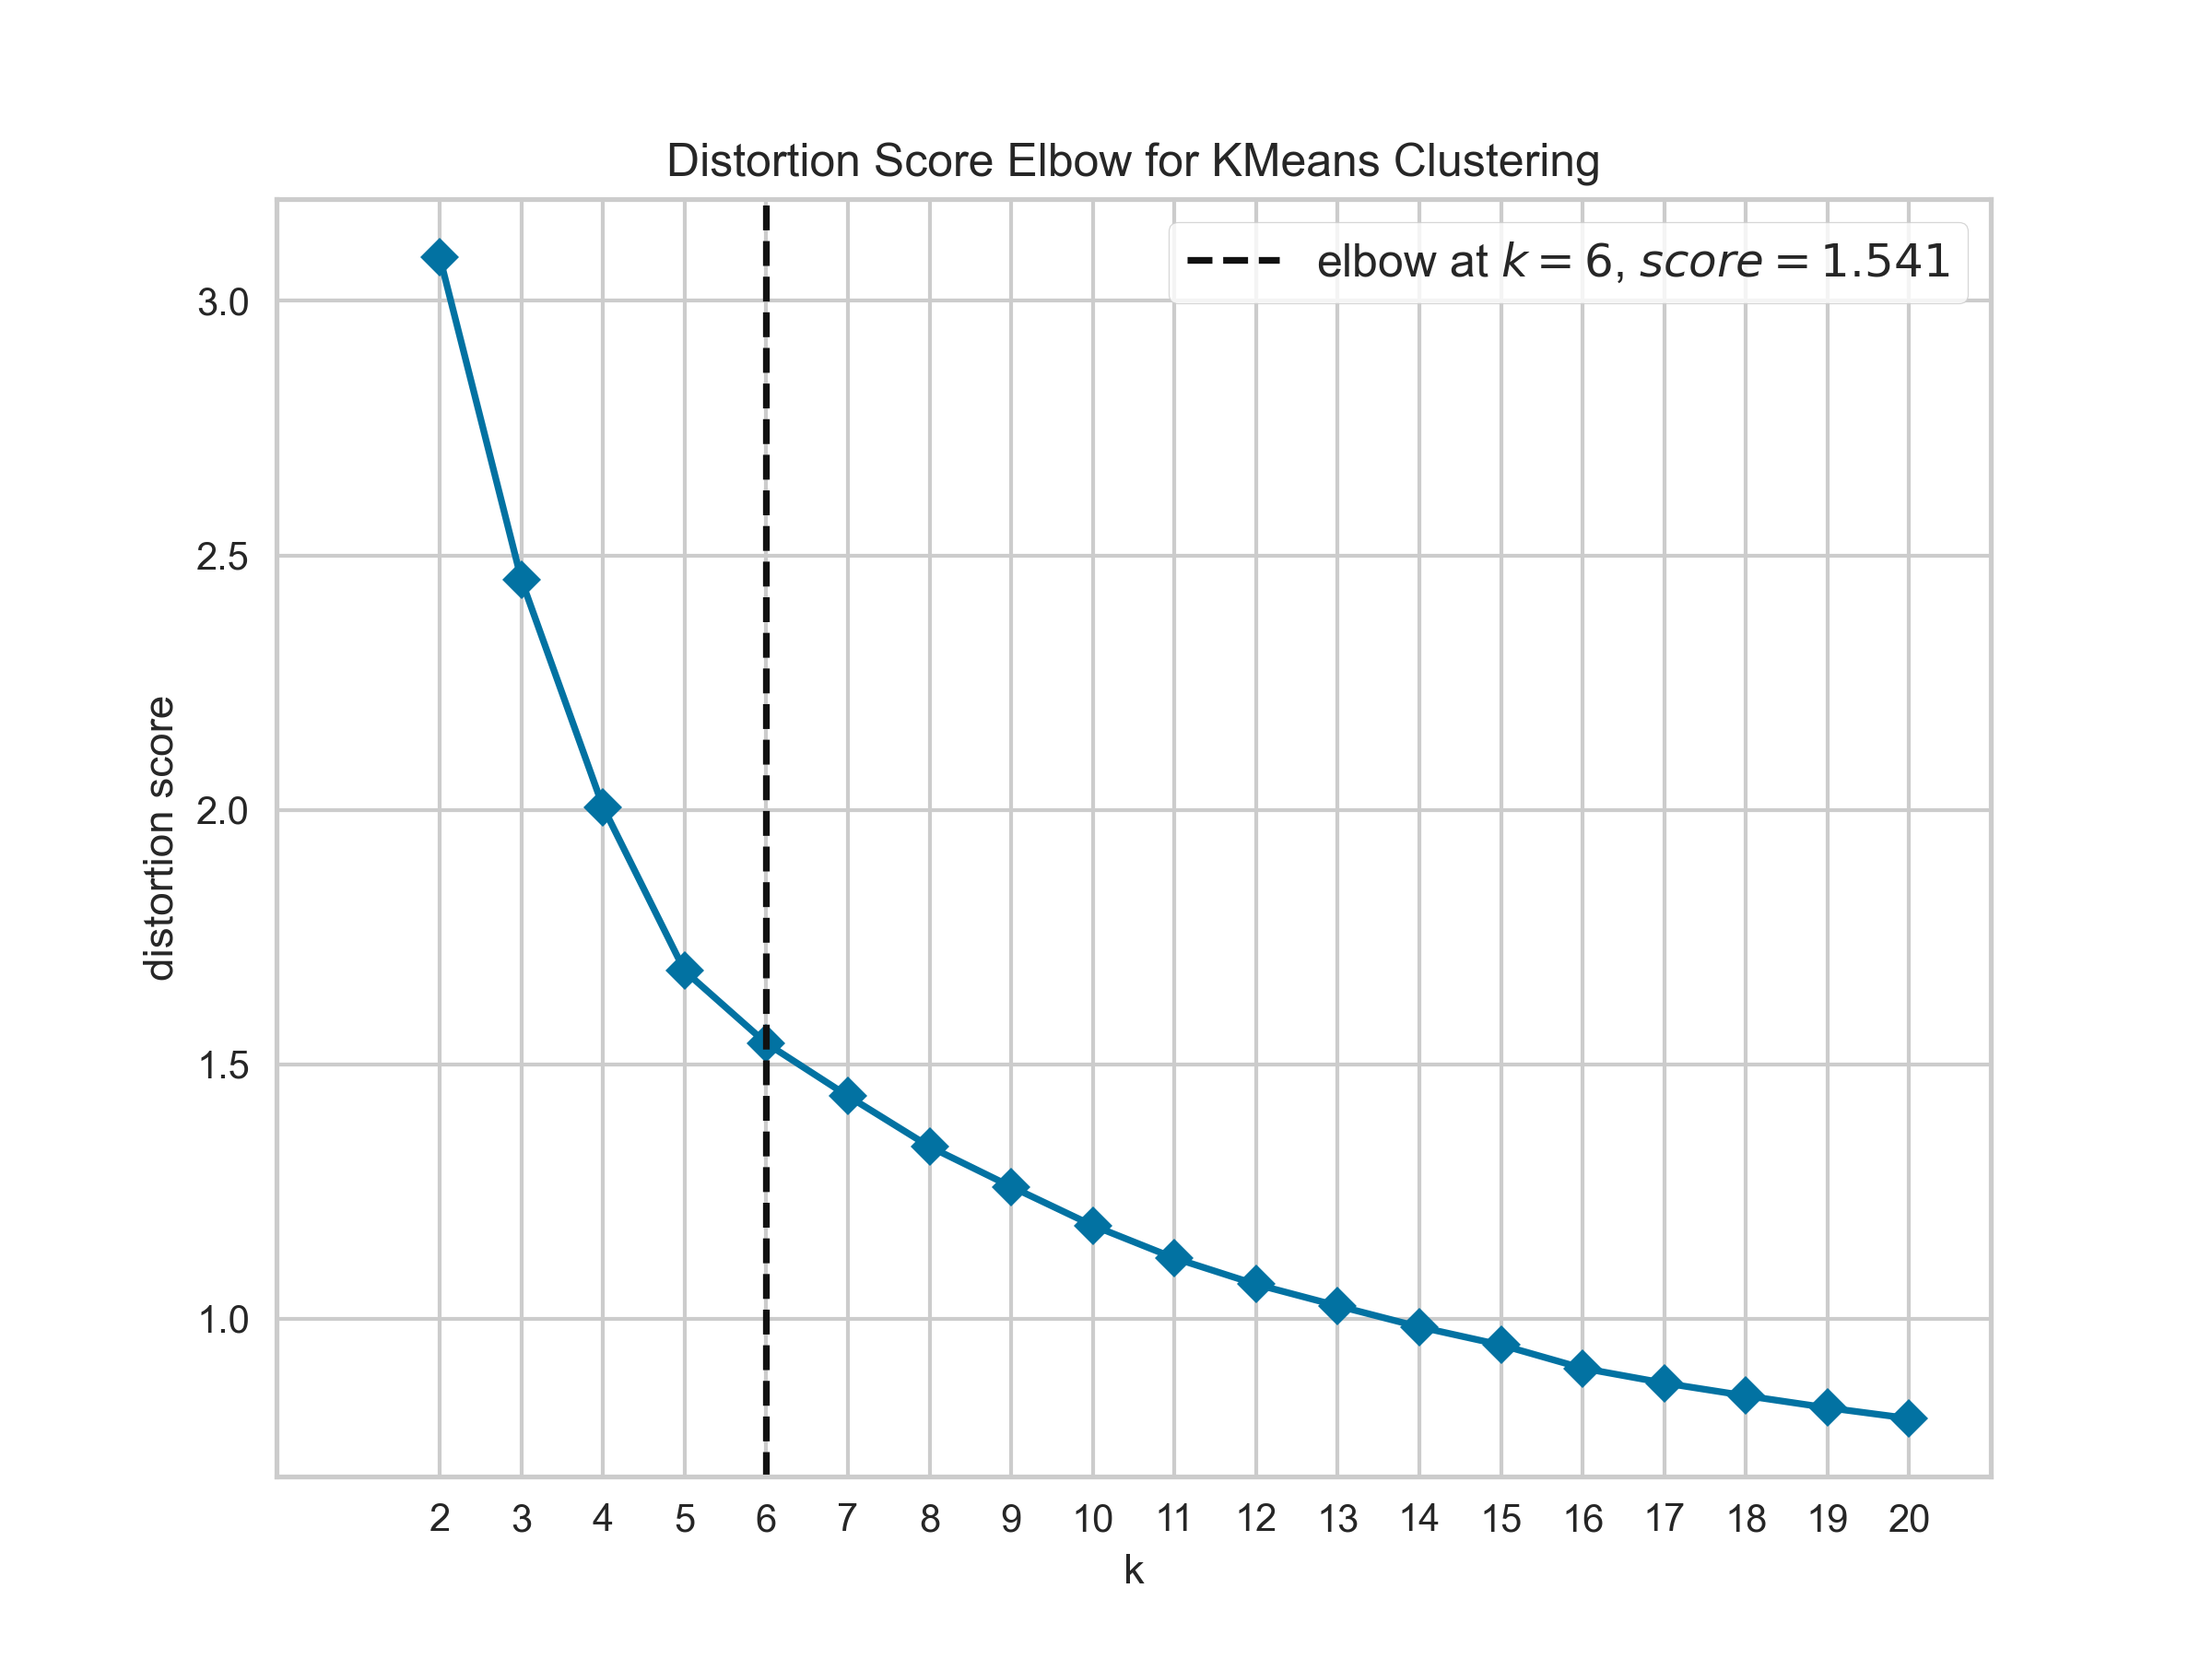 Distortion Score Elbow for KMeans Clustering
elbow at k = 6, score = 1.541
distortion score
3.0
2.5
2.0
1.5
1.0
2 3 4 5 6 7 8 9 10 11 12 13 14 15 16 17 18 19 20
k